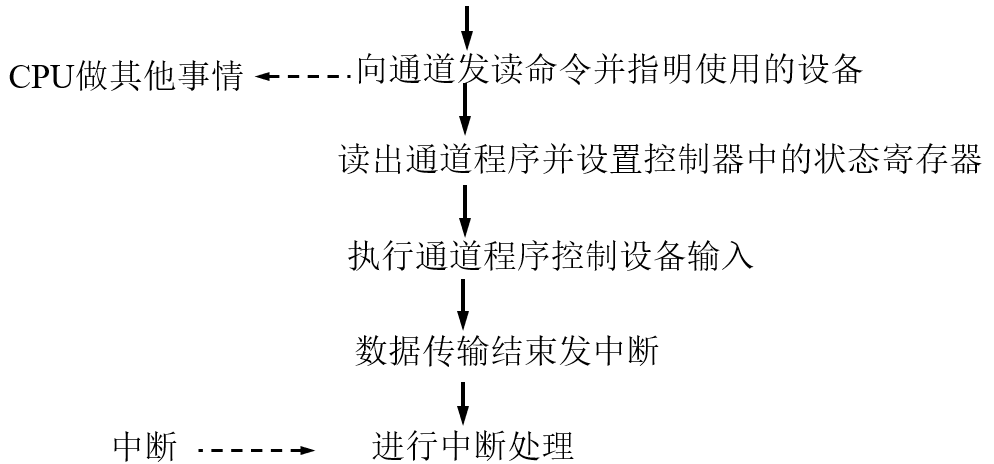 向通道发读命令并指明使用的设备
CPU做其他事情
读出通道程序并设置控制器中的状态寄存器
执行通道程序控制设备输入
数据传输结束发中断
中断
进行中断处理